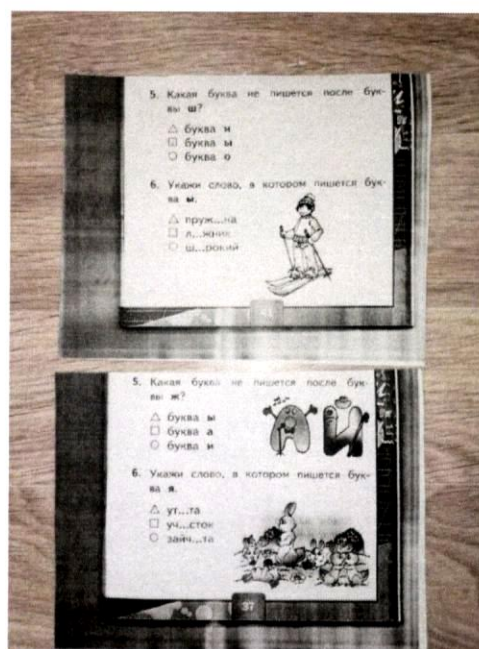 5. Какая буква не пишется после бук-
вы ш?
буква и
буква ы
буква о
6. Укажи слово, в котором пишется бук-
ва ы.
пруж...на
л...жник
ш...рокий
5. Какая буква не пишется после бук-
вы ж?
буква ы
буква а
буква и
6. Укажи слово, в котором пишется бук-
ва я.
ут...та
уч...сток
зайч...та
37